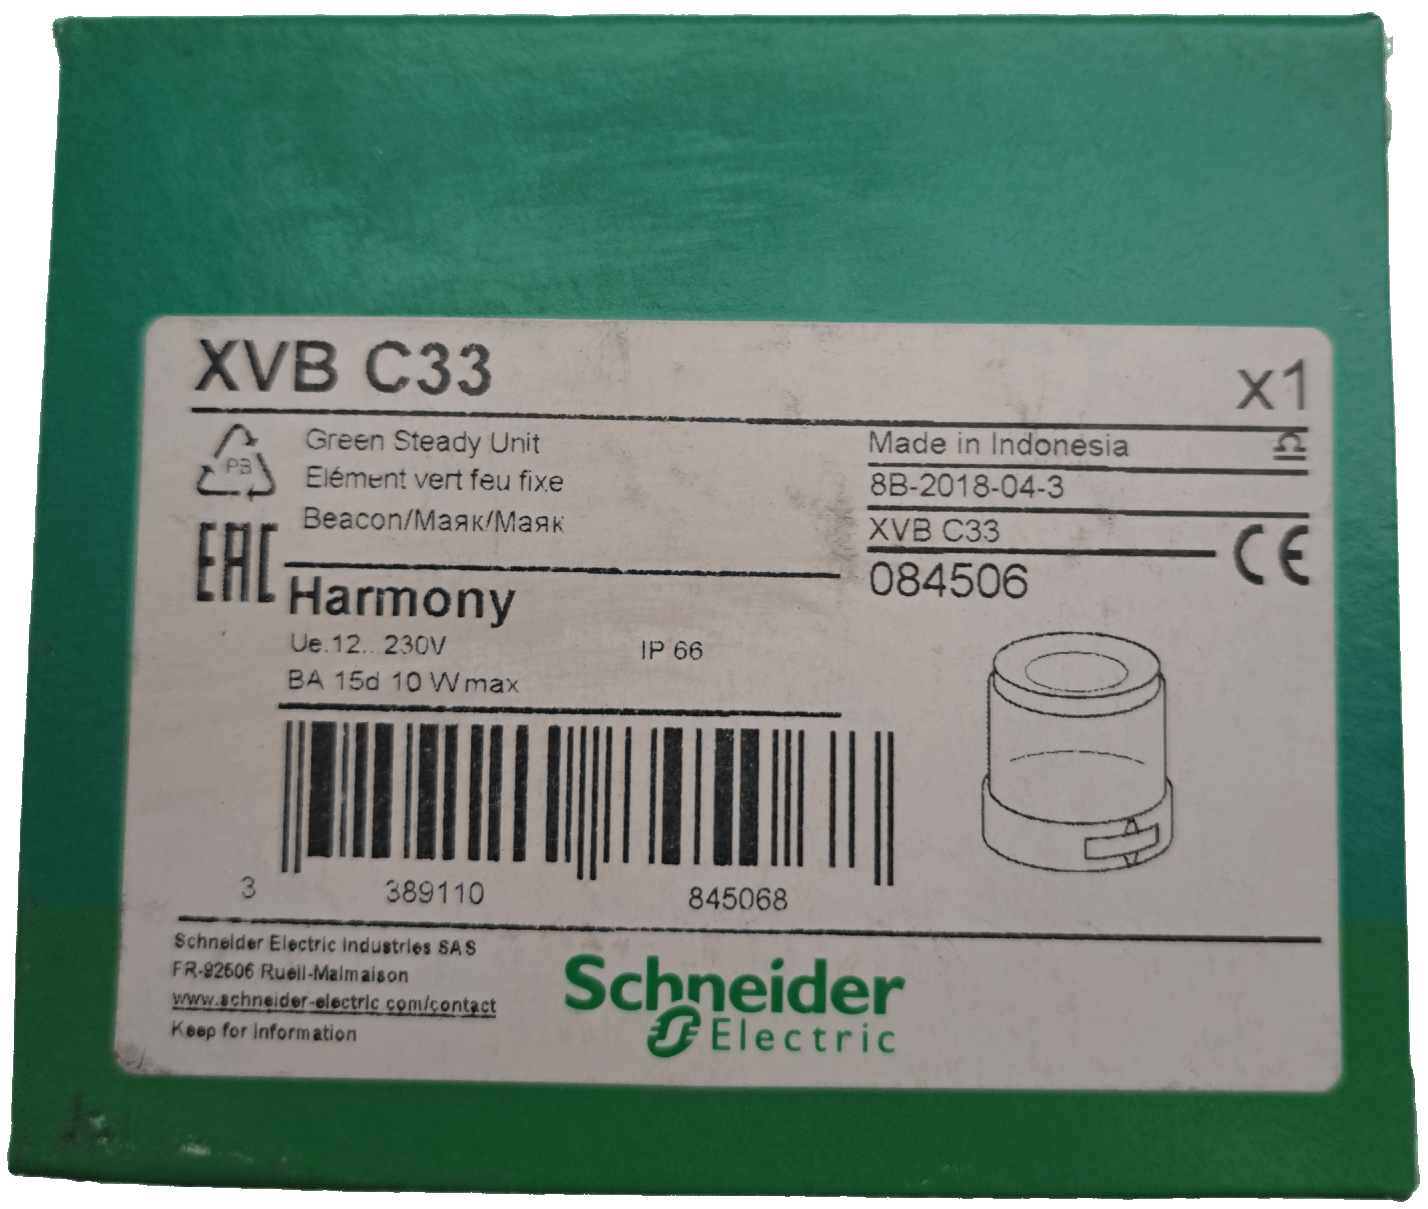 XVB C33
X1
PB
Green Steady Unit
Elément vert feu fixe
Beacon/Маяк/Маяк
EAC
Made in Indonesia
8B-2018-04-3
XVB C33
CE
084506
Harmony
Ue.12...230V
IP 66
BA 15d 10 W max
3 389110 845068
Schneider Electric Industries SAS
FR-92506 Rueil-Malmaison
www.schneider-electric.com/contact
Keep for information
Schneider
Electric